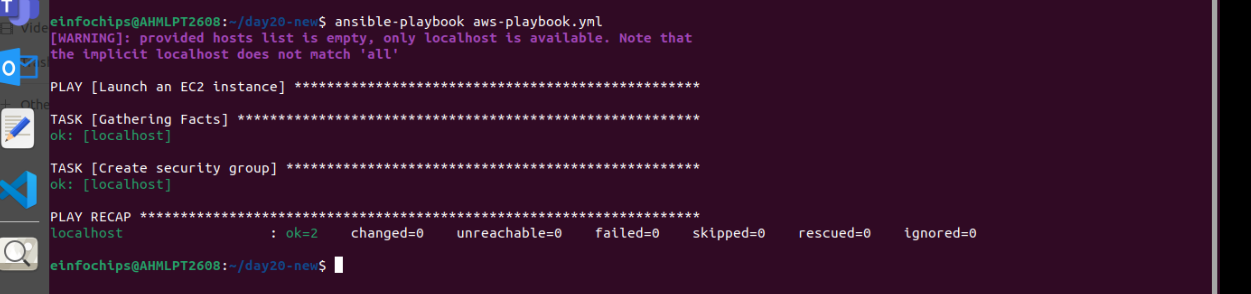 einfochips@AHMLPT2608:~/day20-new$ ansible-playbook aws-playbook.yml
[WARNING]: provided hosts list is empty, only localhost is available. Note that
the implicit localhost does not match 'all'
PLAY [Launch an EC2 instance] **************************************************
TASK [Gathering Facts] *********************************************************
ok: [localhost]
TASK [Create security group] ***************************************************
ok: [localhost]
PLAY RECAP *********************************************************************
localhost                  : ok=2    changed=0    unreachable=0    failed=0    skipped=0    rescued=0    ignored=0
einfochips@AHMLPT2608:~/day20-new$